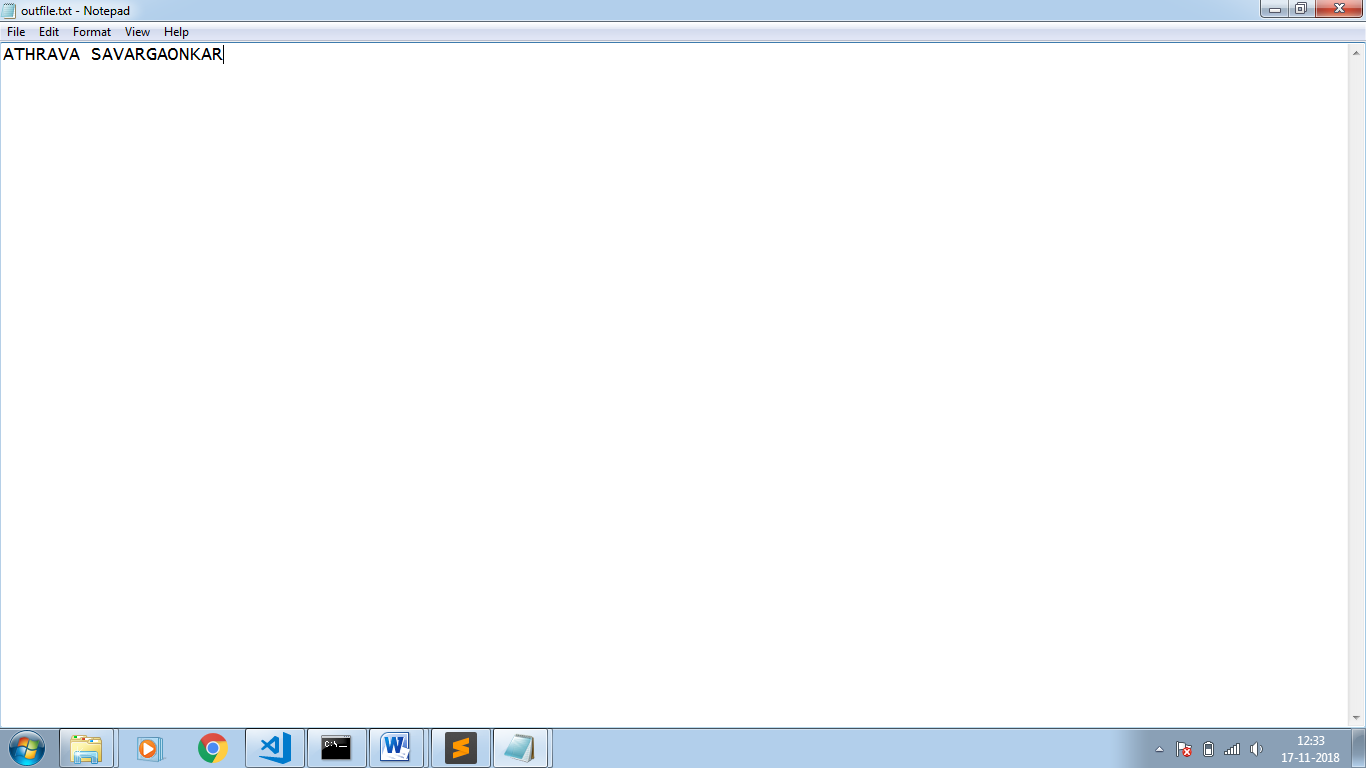 outfile.txt - Notepad
File Edit Format View Help
ATHRAVA SAVARGAONKAR
C:\_
W
12:33
17-11-2018